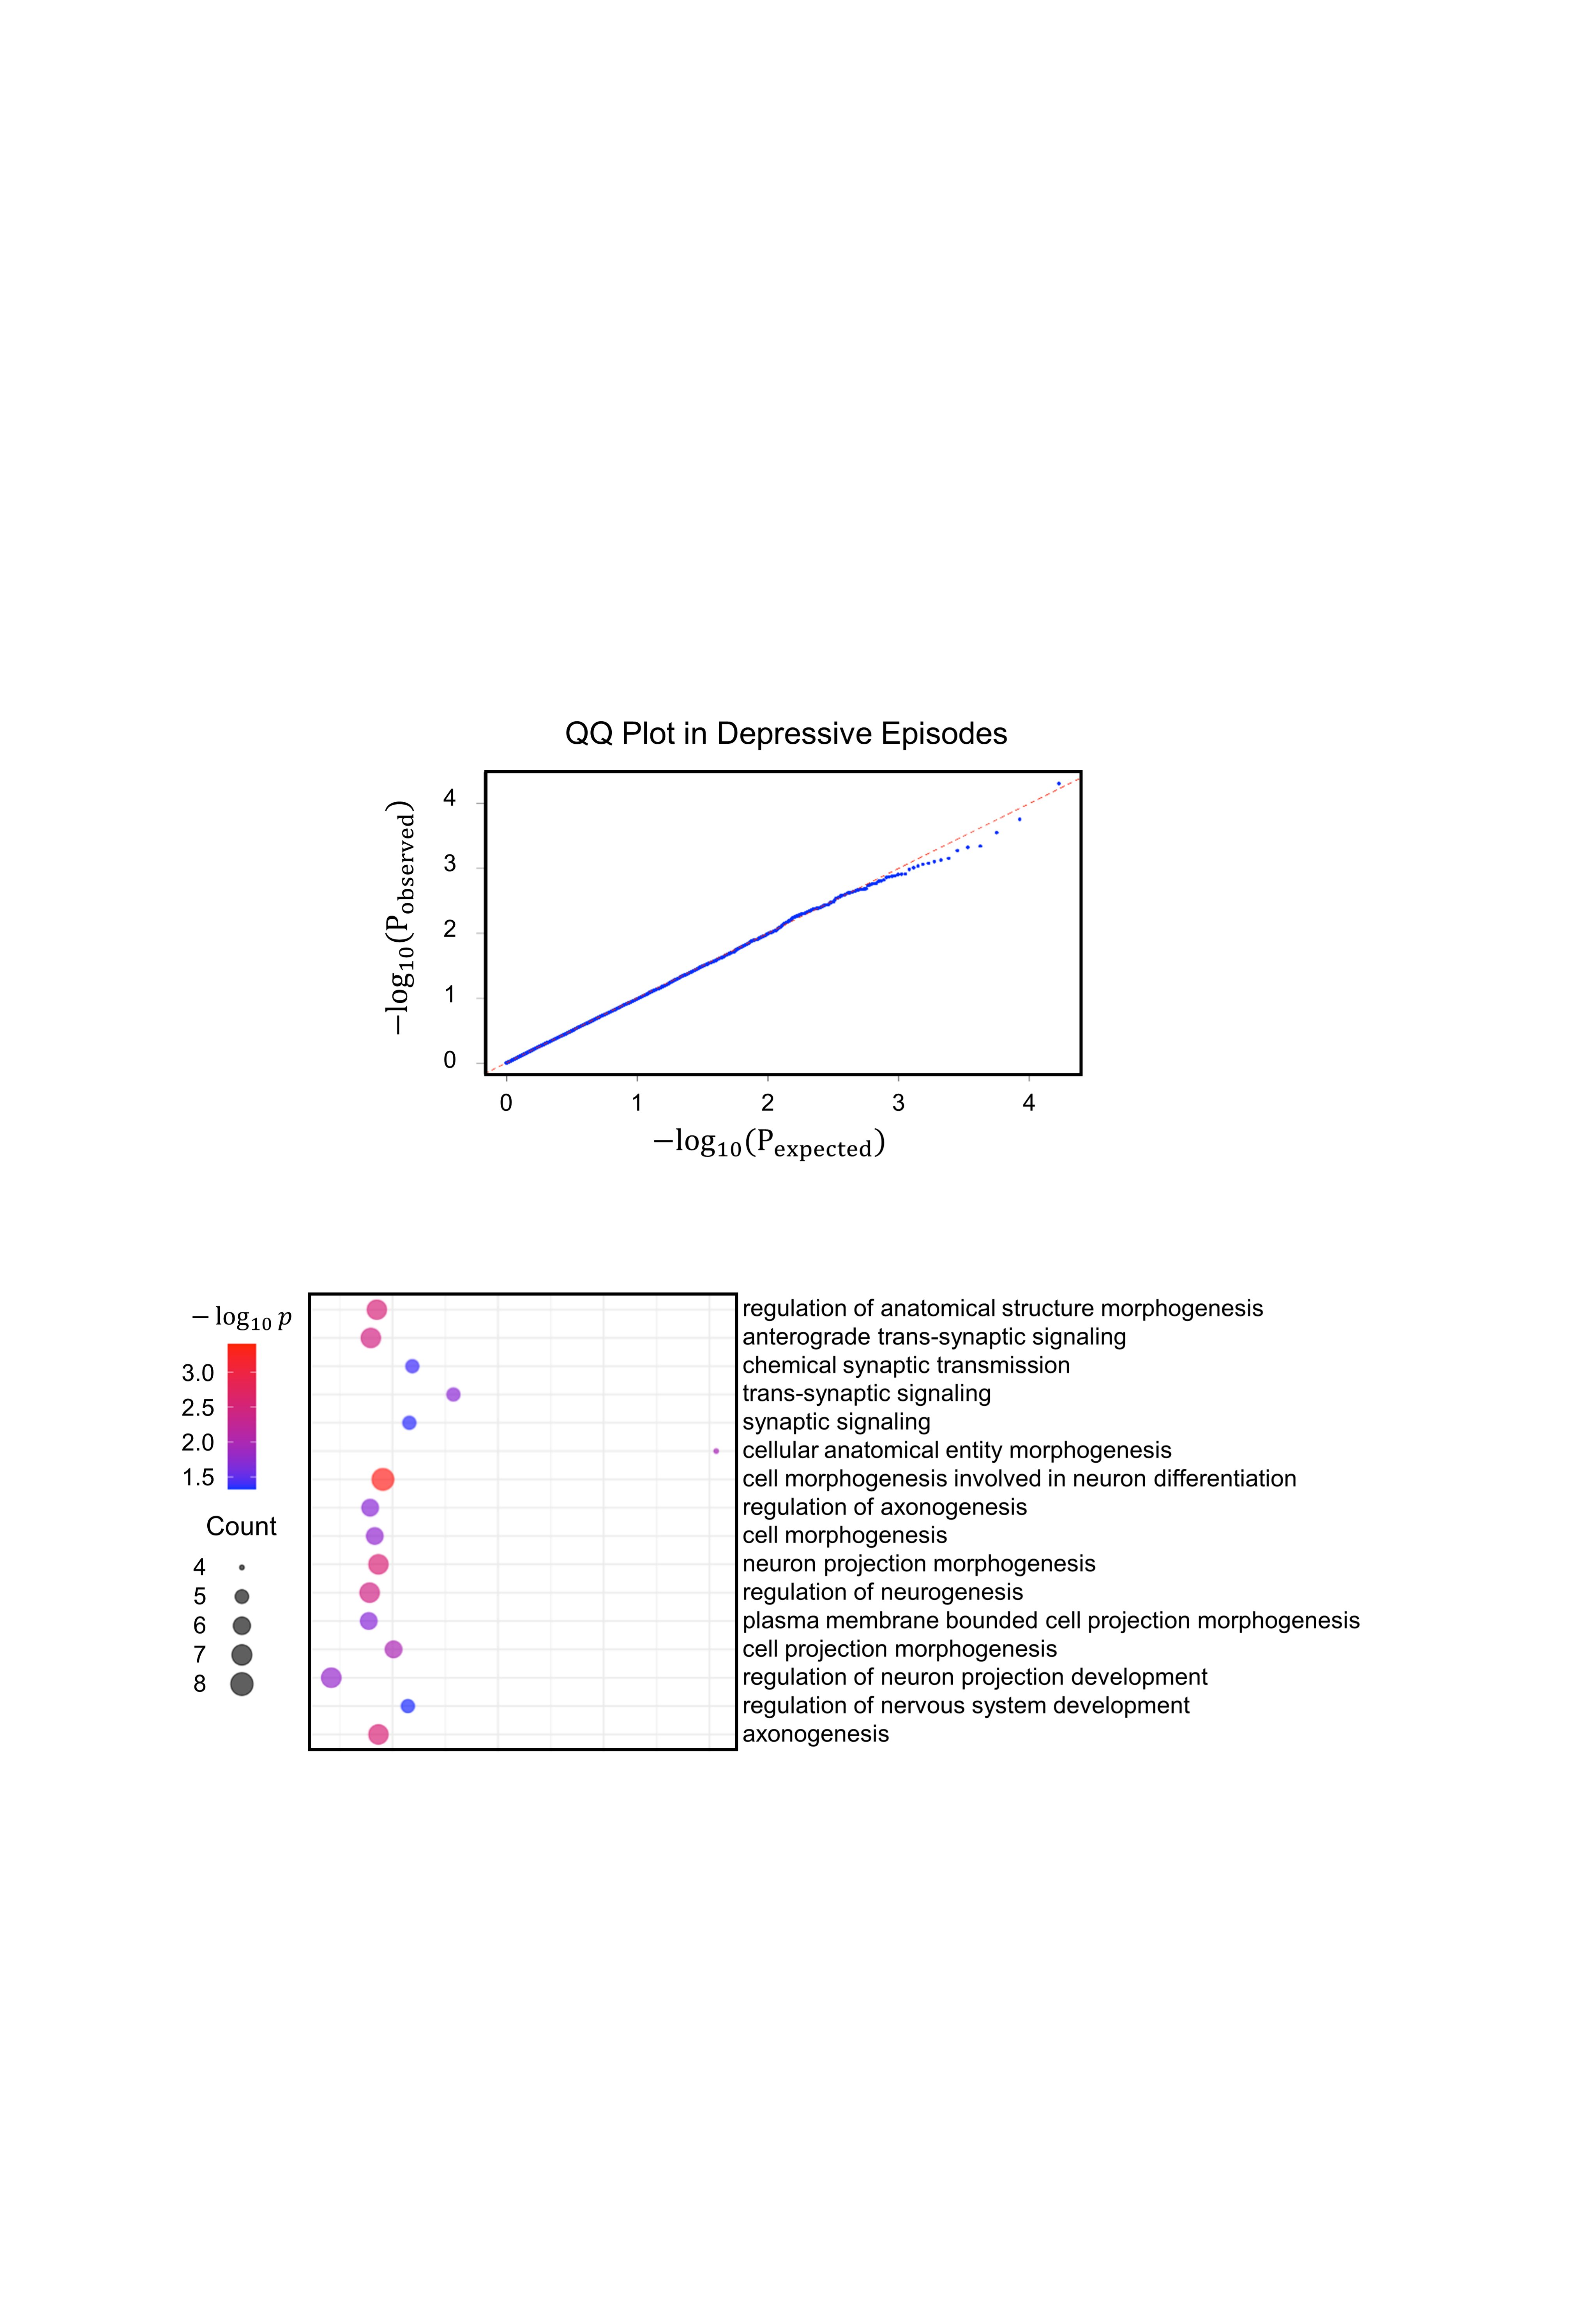 QQ Plot in Depressive Episodes
−log₁₀(Pobserved)
4
3
2
1
0
0 1 2 3 4
−log₁₀(Pexpected)
− log₁₀ p
3.0
2.5
2.0
1.5
Count
4
5
6
7
8
regulation of anatomical structure morphogenesis
anterograde trans-synaptic signaling
chemical synaptic transmission
trans-synaptic signaling
synaptic signaling
cellular anatomical entity morphogenesis
cell morphogenesis involved in neuron differentiation
regulation of axonogenesis
cell morphogenesis
neuron projection morphogenesis
regulation of neurogenesis
plasma membrane bounded cell projection morphogenesis
cell projection morphogenesis
regulation of neuron projection development
regulation of nervous system development
axonogenesis